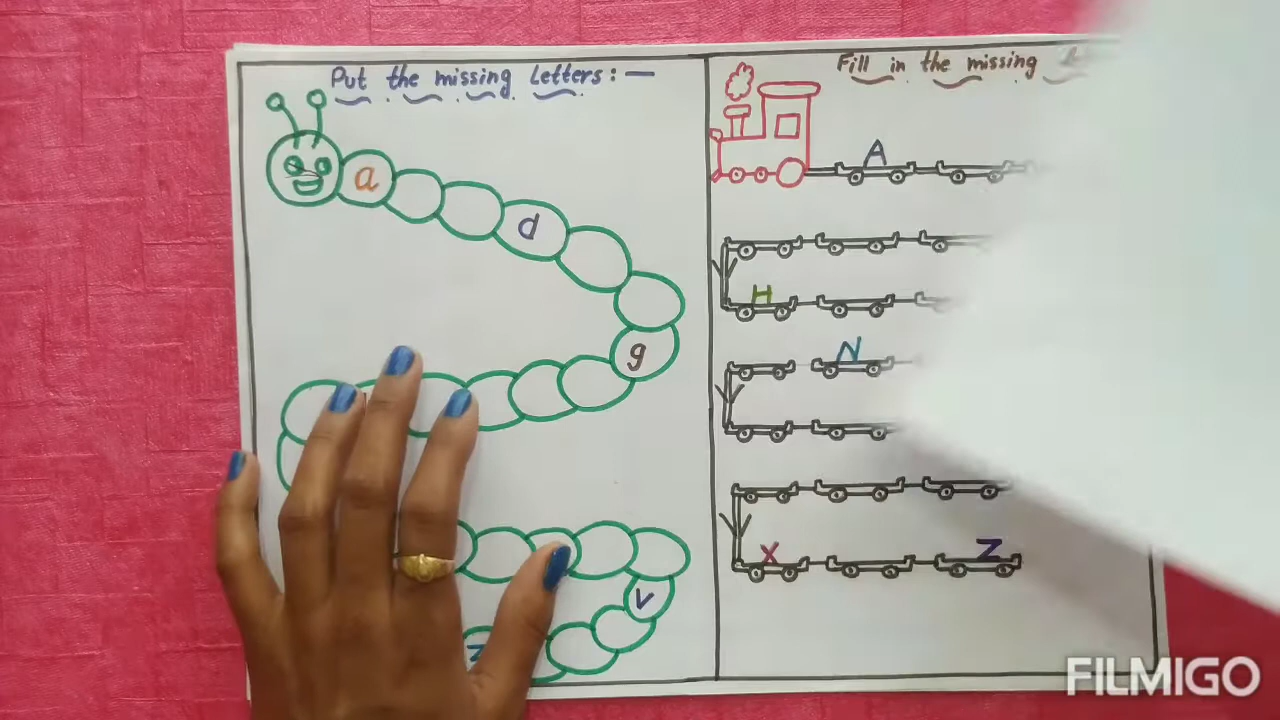 Put the missing Letters: —
a
d
g
v
z
Fill in the missing
A
H
N
X
Z
FILMIGO